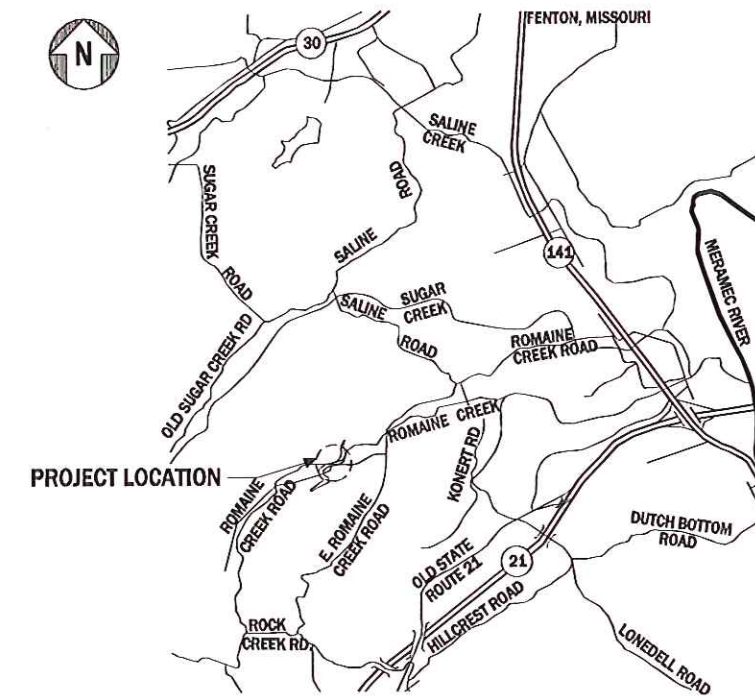 N
FENTON, MISSOURI
30
SALINE
CREEK
ROAD
SUGAR CREEK
ROAD
SALINE
141
MERAMEC RIVER
SUGAR
CREEK
SALINE
ROAD
ROMAINE
CREEK ROAD
OLD SUGAR CREEK RD
ROMAINE CREEK
PROJECT LOCATION
KONERT RD
ROMAINE
CREEK ROAD
E. ROMAINE
CREEK ROAD
DUTCH BOTTOM
ROAD
OLD STATE
ROUTE 21
21
HILLCREST ROAD
ROCK
CREEK RD.
LONEDELL ROAD